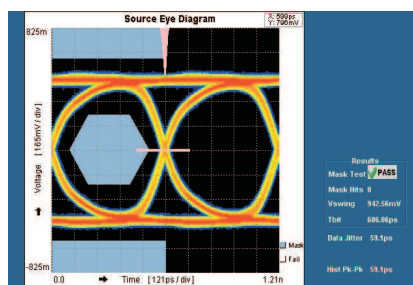 Source Eye Diagram
X: 699ps
Y: 796mV
825m
Voltage [165mV / div]
-825m
0.0
Time [121ps / div]
1.21n
Mask
Fail
Results
Mask Test PASS
Mask Hits 0
Vswing 942.56mV
Tbit 606.06ps
Data Jitter 59.1ps
Hist Pk-Pk 59.1ps